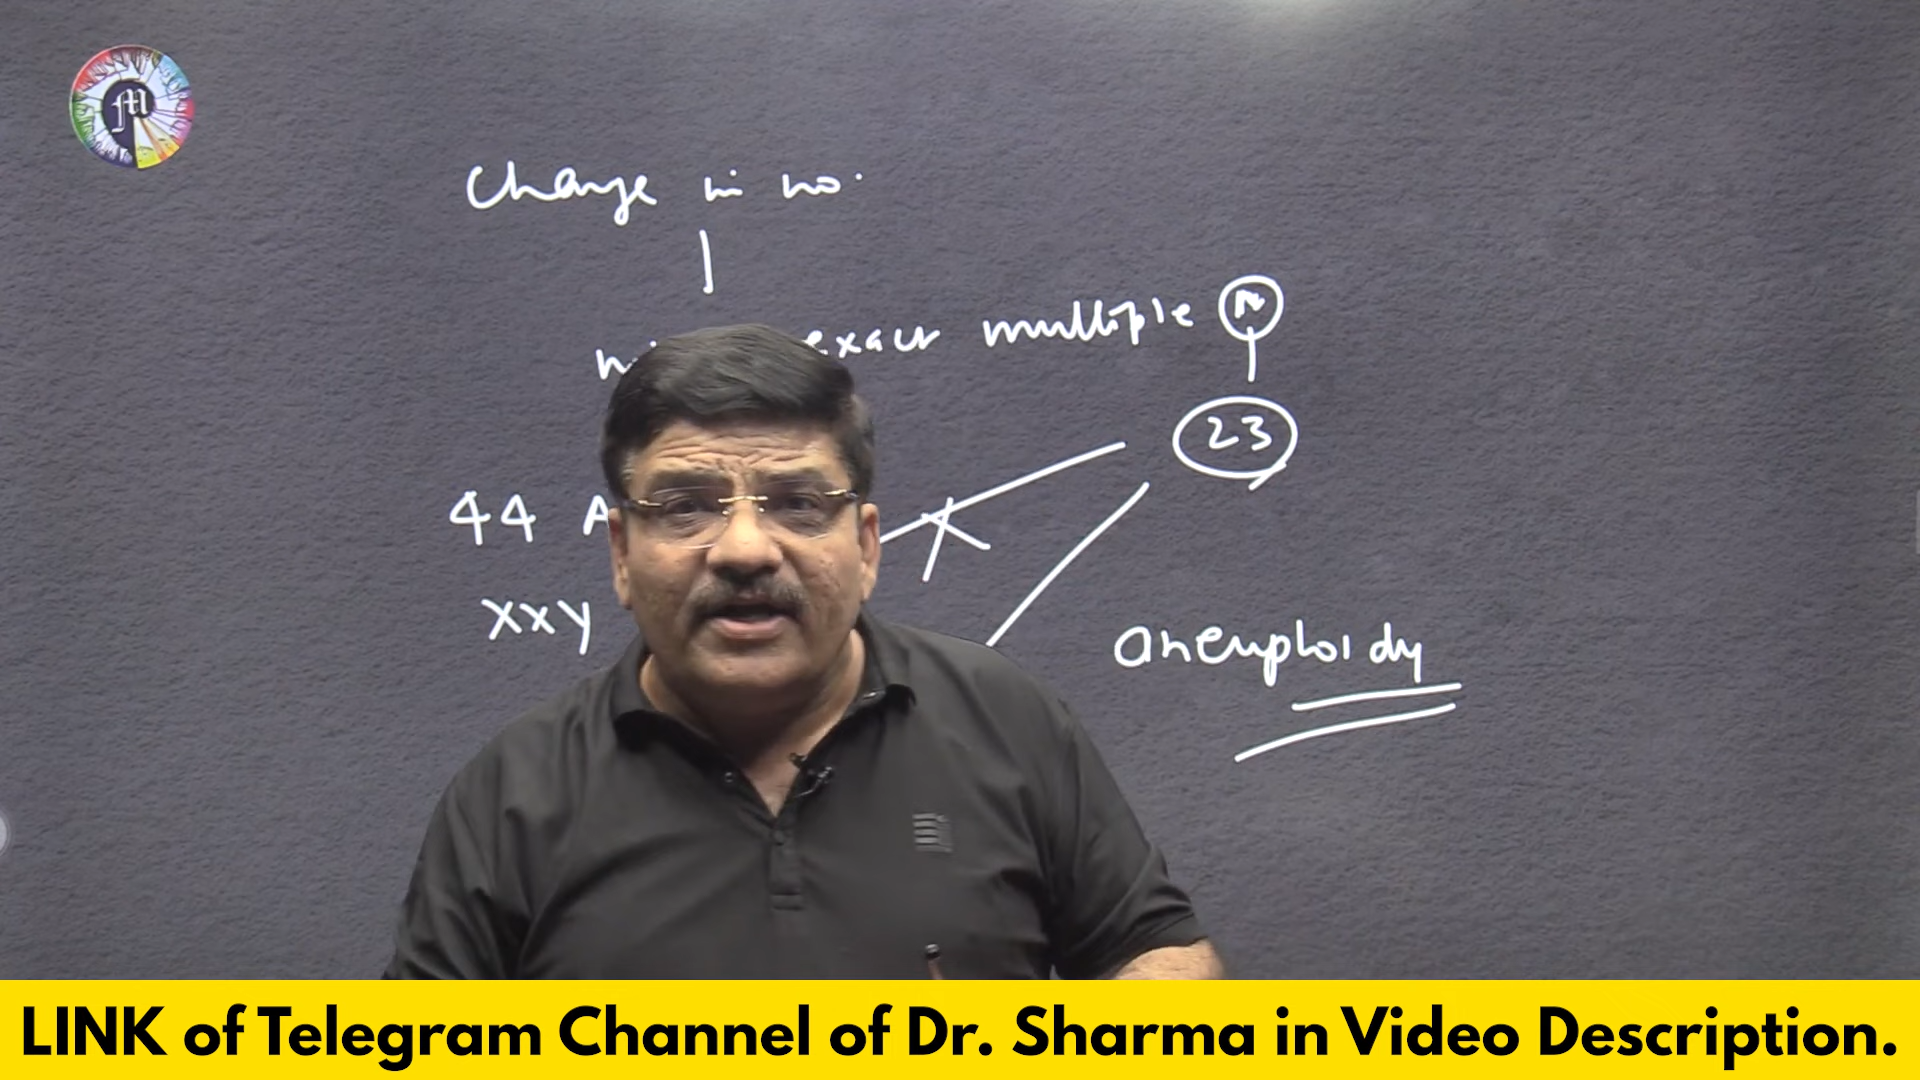 Change in no.
exact multiple n
23
44 A
XXY
aneuploidy
LINK of Telegram Channel of Dr. Sharma in Video Description.